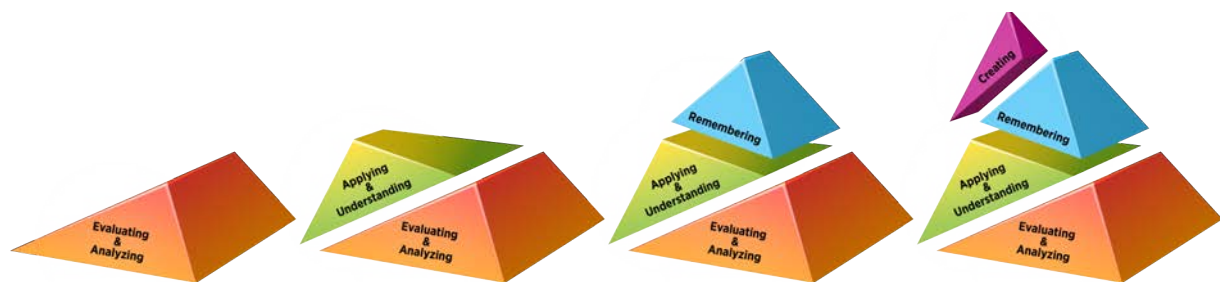 Evaluating
&
Analyzing
Applying
&
Understanding
Evaluating
&
Analyzing
Remembering
Applying
&
Understanding
Evaluating
&
Analyzing
Creating
Remembering
Applying
&
Understanding
Evaluating
&
Analyzing